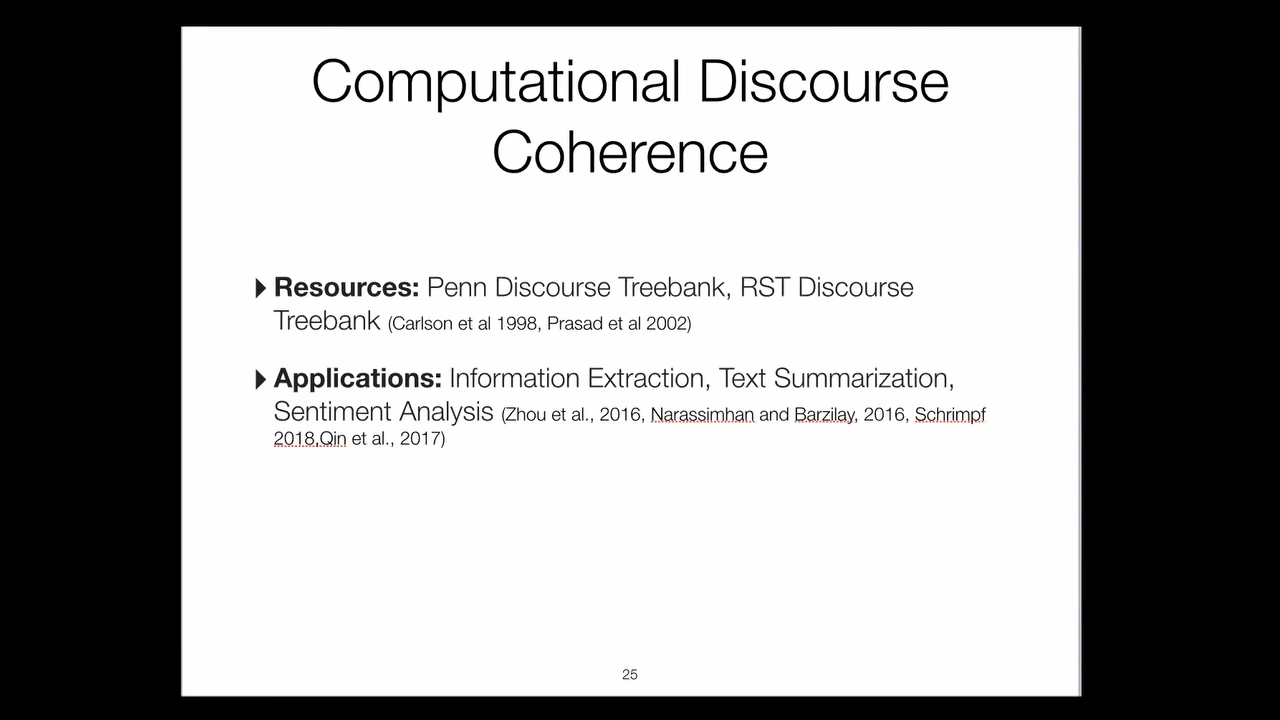 Computational Discourse
Coherence
Resources: Penn Discourse Treebank, RST Discourse
Treebank (Carlson et al 1998, Prasad et al 2002)
Applications: Information Extraction, Text Summarization,
Sentiment Analysis (Zhou et al., 2016, Narassimhan and Barzilay, 2016, Schrimpf
2018,Qin et al., 2017)
25